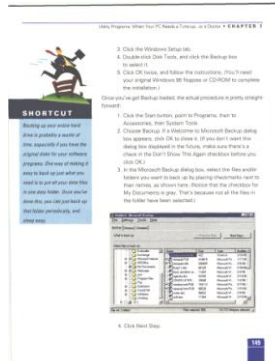 Utility Programs: When Your PC Needs a Tune-up, or a Doctor • CHAPTER
3. Click the Windows Setup tab.
4. Double-click Disk Tools, and click the Backup box
to select it.
5. Click OK twice, and follow the instructions. (You'll need
your original Windows 98 floppies or CD-ROM to complete
the installation.)
Once you've got Backup loaded, the actual procedure is pretty straight
forward:
1. Click the Start button, point to Programs, then to
Accessories, then System Tools.
2. Choose Backup. If a Welcome to Microsoft Backup dialog
box appears, click OK to close it. (If you don't want this
dialog box displayed in the future, make sure there's a
check in the Don't Show This Again checkbox before you
click OK.)
3. In the Microsoft Backup dialog box, select the files and/or
folders you want to back up by placing checkmarks next to
their names, as shown here. (Notice that the checkbox for
My Documents is gray. That's because not all the files in
the folder have been selected.)
4. Click Next Step.
SHORTCUT
Backing up your entire hard
drive is probably a waste of
time, especially if you have the
original disks for your software
programs. One way of making it
easy to back up just what you
need is to put all your data files
in one data folder. Once you've
done this, you can just back up
that folder periodically, and
sleep easy.
149